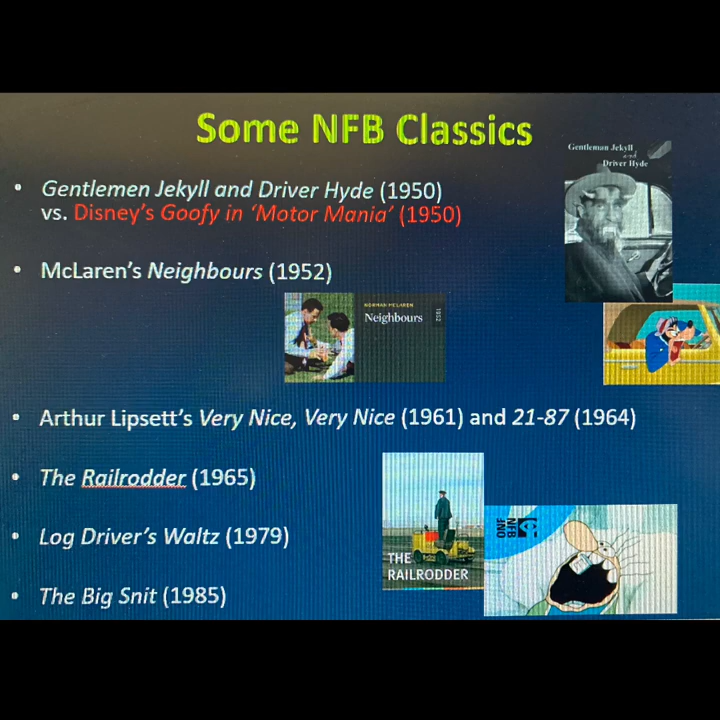 Some NFB Classics
Gentleman Jekyll
and
Driver Hyde
• Gentlemen Jekyll and Driver Hyde (1950)
vs. Disney's Goofy in 'Motor Mania' (1950)
• McLaren's Neighbours (1952)
NORMAN McLAREN
Neighbours
1952
• Arthur Lipsett's Very Nice, Very Nice (1961) and 21-87 (1964)
• The Railrodder (1965)
THE
RAILRODDER
• Log Driver's Waltz (1979)
NFB
ONF
• The Big Snit (1985)